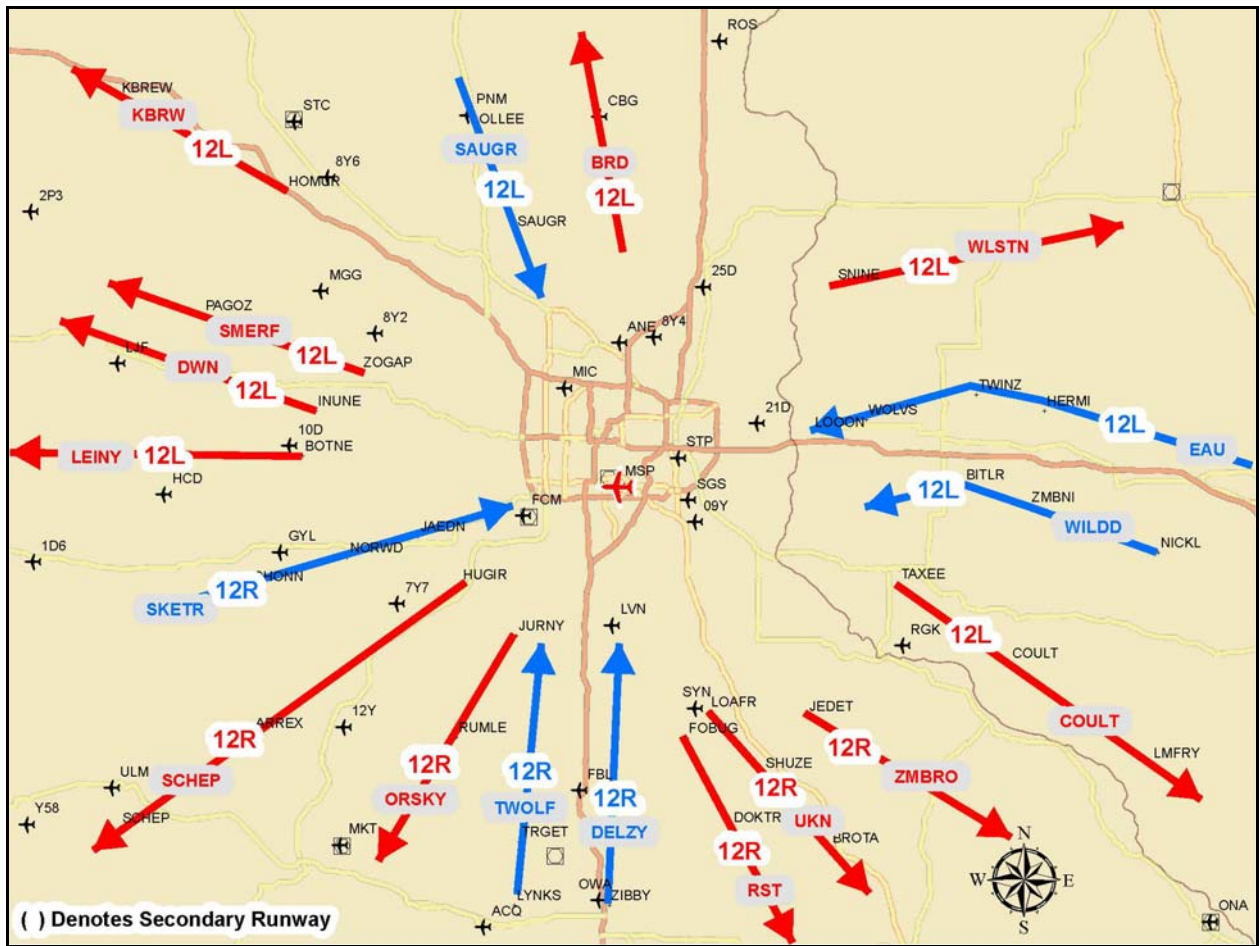 ROS
KBREW
KBRW
STC
PNM
OLLEE
CBG
12L
SAUGR
BRD
8Y6
HOMGR
12L
12L
2P3
SAUGR
WLSTN
SNINE
12L
MGG
25D
PAGOZ
SMERF
8Y2
ANE
8Y4
12L
ZOGAP
LJF
DWN
12L
INUNE
MIC
TWINZ
HERMI
WOLVS
LOOON
21D
12L
EAU
10D
BOTNE
LEINY
12L
STP
MSP
HCD
SGS
09Y
BITLR
12L
ZMBNI
WILDD
NICKL
FCM
JAEDN
NORWD
GYL
1D6
12R
SKETR
7Y7
HUGIR
TAXEE
JURNY
LVN
12L
RGK
COULT
COULT
SYN
LOAFR
FOBUG
JEDET
ARREX
12R
12Y
RUMLE
12R
ZMBRO
LMFRY
SCHEP
ULM
12R
ORSKY
12R
TWOLF
FBL
12R
DELZY
SHUZE
12R
UKN
Y58
SCHEP
MKT
TRGET
DOKTR
BROTA
12R
RST
N
W
E
S
LYNKS
OWA
ZIBBY
ACQ
ONA
( ) Denotes Secondary Runway